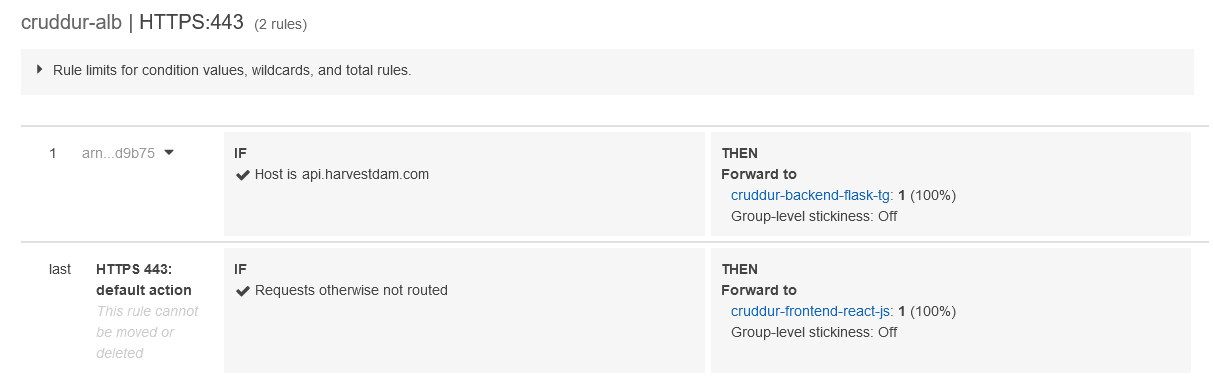 cruddur-alb | HTTPS:443 (2 rules)
Rule limits for condition values, wildcards, and total rules.
1 arn...d9b75
IF
Host is api.harvestdam.com
THEN
Forward to
cruddur-backend-flask-tg: 1 (100%)
Group-level stickiness: Off
last
HTTPS 443:
default action
This rule cannot
be moved or
deleted
IF
Requests otherwise not routed
THEN
Forward to
cruddur-frontend-react-js: 1 (100%)
Group-level stickiness: Off